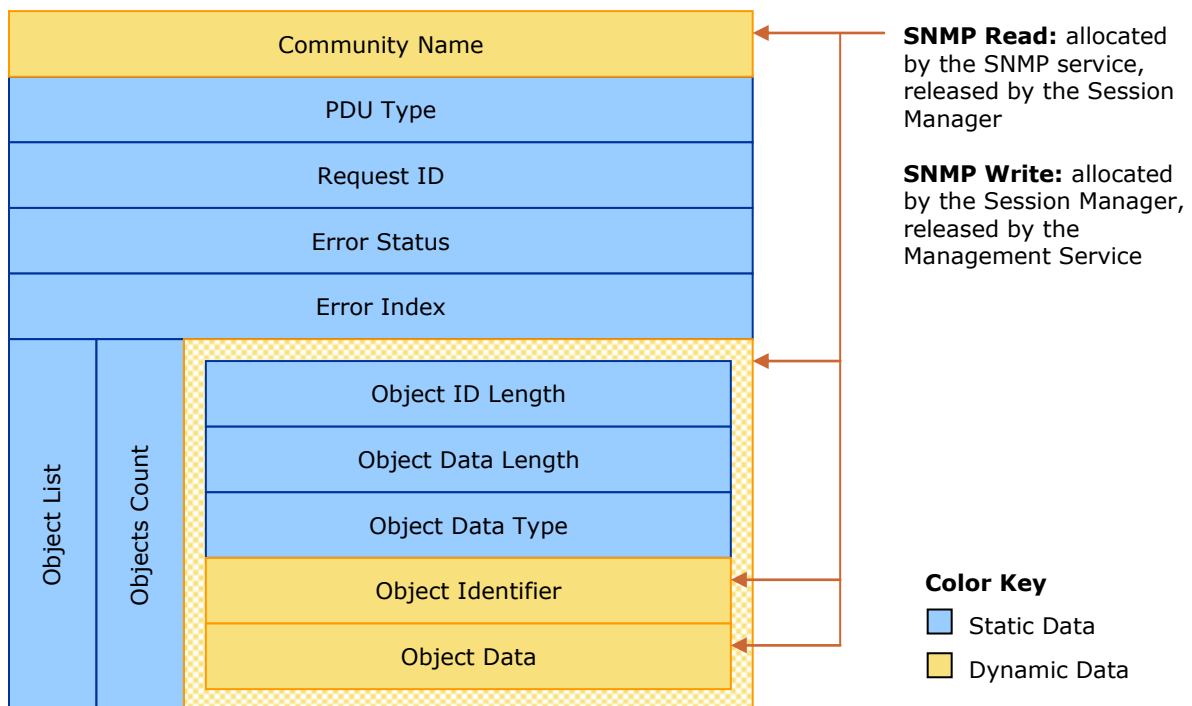 Community Name
PDU Type
Request ID
Error Status
Error Index
Object List
Objects Count
Object ID Length
Object Data Length
Object Data Type
Object Identifier
Object Data
SNMP Read: allocated
by the SNMP service,
released by the Session
Manager
SNMP Write: allocated
by the Session Manager,
released by the
Management Service
Color Key
Static Data
Dynamic Data